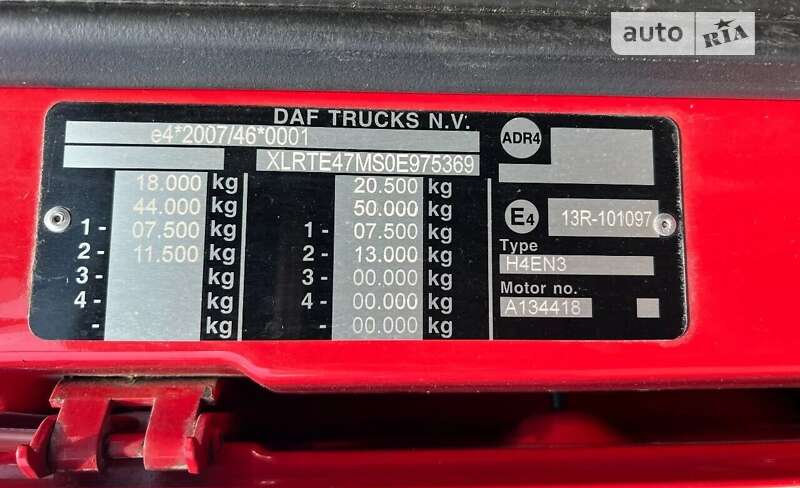 auto RIA
DAF TRUCKS N.V.
e4*2007/46*0001
XLRTE47MS0E975369
18.000 kg 20.500 kg
44.000 kg 50.000 kg
1 - 07.500 kg 1 - 07.500 kg
2 - 11.500 kg 2 - 13.000 kg
3 - kg 3 - 00.000 kg
4 - kg 4 - 00.000 kg
- kg - 00.000 kg
ADR4
E4 13R-101097
Type
H4EN3
Motor no.
A134418